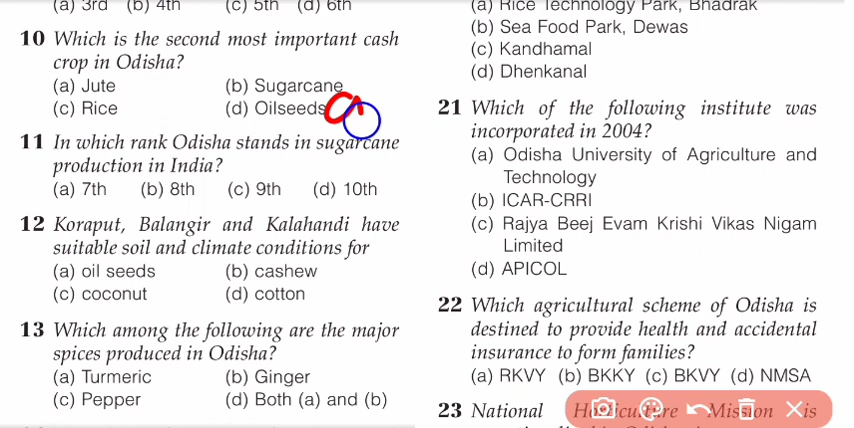 (a) 3rd (b) 4th (c) 5th (d) 6th
10 Which is the second most important cash
crop in Odisha?
(a) Jute (b) Sugarcane
(c) Rice (d) Oilseeds
11 In which rank Odisha stands in sugarcane
production in India?
(a) 7th (b) 8th (c) 9th (d) 10th
12 Koraput, Balangir and Kalahandi have
suitable soil and climate conditions for
(a) oil seeds (b) cashew
(c) coconut (d) cotton
13 Which among the following are the major
spices produced in Odisha?
(a) Turmeric (b) Ginger
(c) Pepper (d) Both (a) and (b)
(a) Rice Technology Park, Bhadrak
(b) Sea Food Park, Dewas
(c) Kandhamal
(d) Dhenkanal
21 Which of the following institute was
incorporated in 2004?
(a) Odisha University of Agriculture and
Technology
(b) ICAR-CRRI
(c) Rajya Beej Evam Krishi Vikas Nigam
Limited
(d) APICOL
22 Which agricultural scheme of Odisha is
destined to provide health and accidental
insurance to form families?
(a) RKVY (b) BKKY (c) BKVY (d) NMSA
23 National Horticulture Mission is